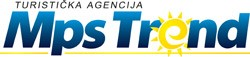 TURISTIČKA AGENCIJA
Mps Trend